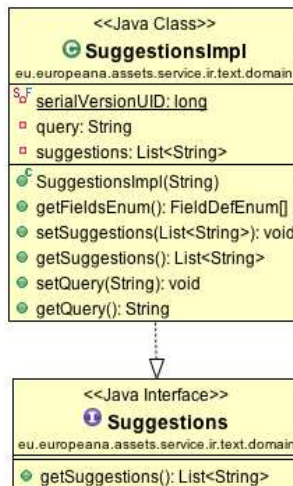 <<Java Class>>
C SuggestionsImpl
eu.europeana.assets.service.ir.text.domain
S F serialVersionUID: long
query: String
suggestions: List<String>
C SuggestionsImpl(String)
getFieldsEnum(): FieldDefEnum[]
setSuggestions(List<String>): void
getSuggestions(): List<String>
setQuery(String): void
getQuery(): String
<<Java Interface>>
I Suggestions
eu.europeana.assets.service.ir.text.domain
getSuggestions(): List<String>